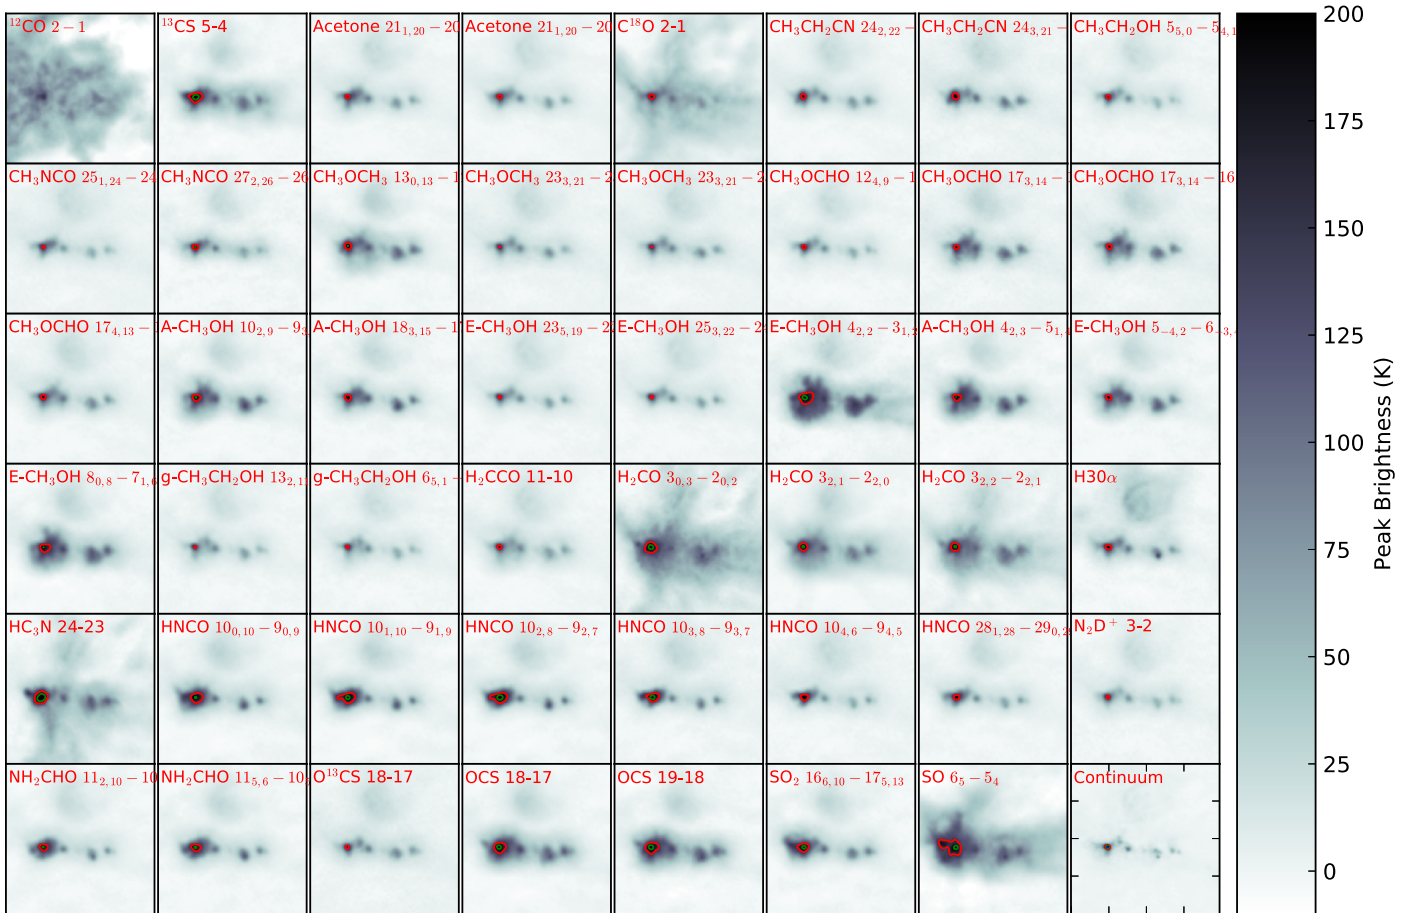 ¹²CO 2 − 1
¹³CS 5-4
Acetone 21₁,₂₀ − 20
Acetone 21₁,₂₀ − 20
C¹⁸O 2-1
CH₃CH₂CN 24₂,₂₂ −
CH₃CH₂CN 24₃,₂₁ −
CH₃CH₂OH 5₅,₀ − 5₄,₁
200
CH₃NCO 25₁,₂₄ − 24
CH₃NCO 27₂,₂₆ − 26
CH₃OCH₃ 13₀,₁₃ − 1
CH₃OCH₃ 23₃,₂₁ − 2
CH₃OCH₃ 23₃,₂₁ − 2
CH₃OCHO 12₄,₉ − 1
CH₃OCHO 17₃,₁₄ −
CH₃OCHO 17₃,₁₄ − 16
175
150
CH₃OCHO 17₄,₁₃ −
A-CH₃OH 10₂,₉ − 9₃
A-CH₃OH 18₃,₁₅ − 1
E-CH₃OH 23₅,₁₉ − 2
E-CH₃OH 25₃,₂₂ − 2
E-CH₃OH 4₂,₂ − 3₁,₂
A-CH₃OH 4₂,₃ − 5₁,₄
E-CH₃OH 5₋₄,₂ − 6₋₃,₄
125
100
Peak Brightness (K)
E-CH₃OH 8₀,₈ − 7₁,₆
g-CH₃CH₂OH 13₂,₁₁
g-CH₃CH₂OH 6₅,₁ −
H₂CCO 11-10
H₂CO 3₀,₃ − 2₀,₂
H₂CO 3₂,₁ − 2₂,₀
H₂CO 3₂,₂ − 2₂,₁
H30α
75
HC₃N 24-23
HNCO 10₀,₁₀ − 9₀,₉
HNCO 10₁,₁₀ − 9₁,₉
HNCO 10₂,₈ − 9₂,₇
HNCO 10₃,₈ − 9₃,₇
HNCO 10₄,₆ − 9₄,₅
HNCO 28₁,₂₈ − 29₀,₂
N₂D⁺ 3-2
50
25
NH₂CHO 11₂,₁₀ − 10
NH₂CHO 11₅,₆ − 10
O¹³CS 18-17
OCS 18-17
OCS 19-18
SO₂ 16₆,₁₀ − 17₅,₁₃
SO 6₅ − 5₄
Continuum
0